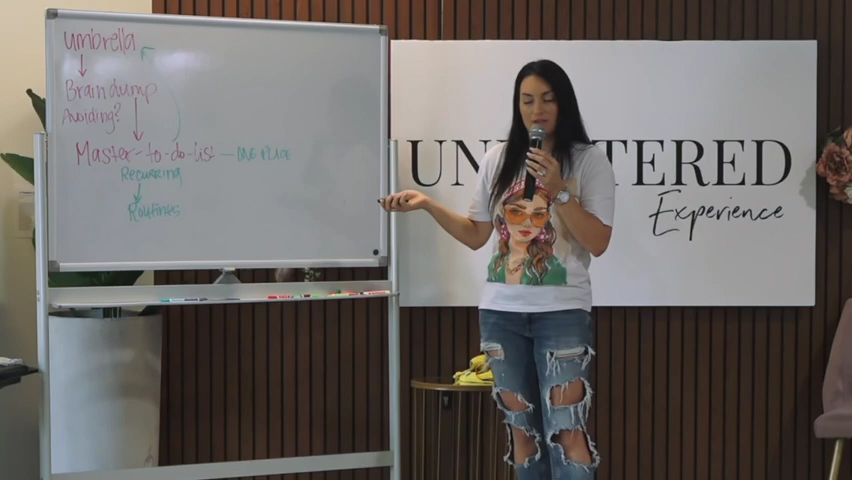 umbrella
Brain dump
Avoiding?
Master-to-do-list — ONE PLACE
Recurring
Routines
UN TERED
Experience